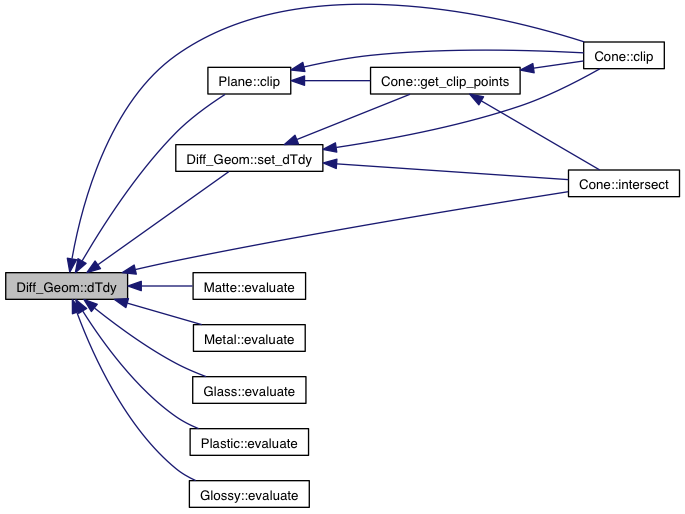 Cone::clip
Plane::clip
Cone::get_clip_points
Diff_Geom::set_dTdy
Cone::intersect
Diff_Geom::dTdy
Matte::evaluate
Metal::evaluate
Glass::evaluate
Plastic::evaluate
Glossy::evaluate